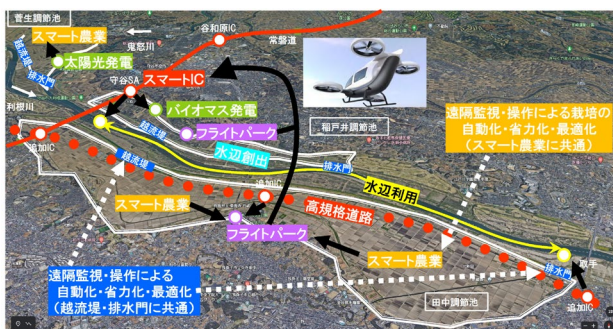 菅生調節池
スマート農業
太陽光発電
鬼怒川
谷和原IC
常磐道
守谷SA
スマートIC
越流堤
排水門
利根川
バイオマス発電
フライトパーク
稲戸井調節池
遠隔監視・操作による栽培の
自動化・省力化・最適化
(スマート農業に共通)
追加IC
越流堤
越流堤
水辺創出
排水門
水辺利用
追加IC
高規格道路
スマート農業
フライトパーク
スマート農業
取手
排水門
追加IC
遠隔監視・操作による
自動化・省力化・最適化
(越流堤・排水門に共通)
田中調節池